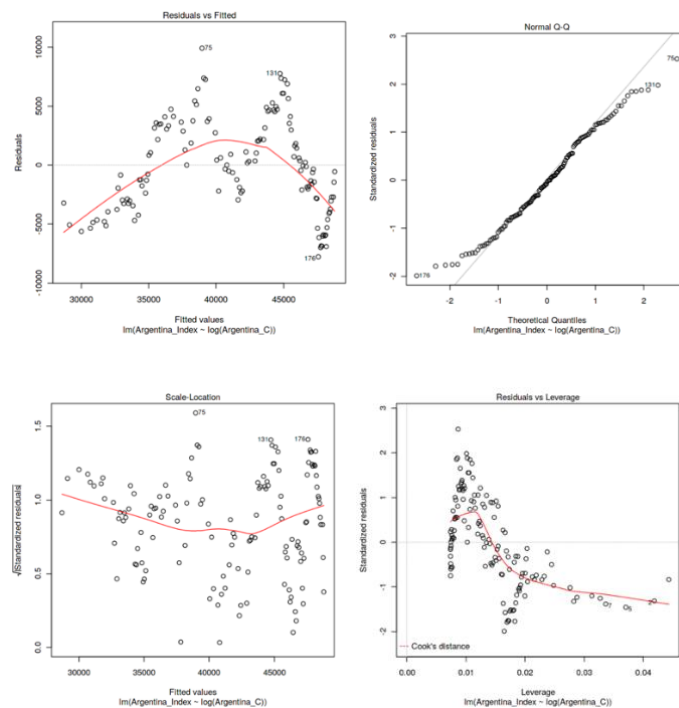 Residuals vs Fitted
Residuals
10000
5000
0
-5000
-10000
75
131
176
30000 35000 40000 45000
Fitted values
lm(Argentina_Index ~ log(Argentina_C))
Normal Q-Q
Standardized residuals
3
2
1
0
-1
-2
75
131
176
-2 -1 0 1 2
Theoretical Quantiles
lm(Argentina_Index ~ log(Argentina_C))
Scale-Location
√|Standardized residuals|
1.5
1.0
0.5
0.0
75
131
176
30000 35000 40000 45000
Fitted values
lm(Argentina_Index ~ log(Argentina_C))
Residuals vs Leverage
Standardized residuals
3
2
1
0
-1
-2
Cook's distance
0.00 0.01 0.02 0.03 0.04
Leverage
lm(Argentina_Index ~ log(Argentina_C))